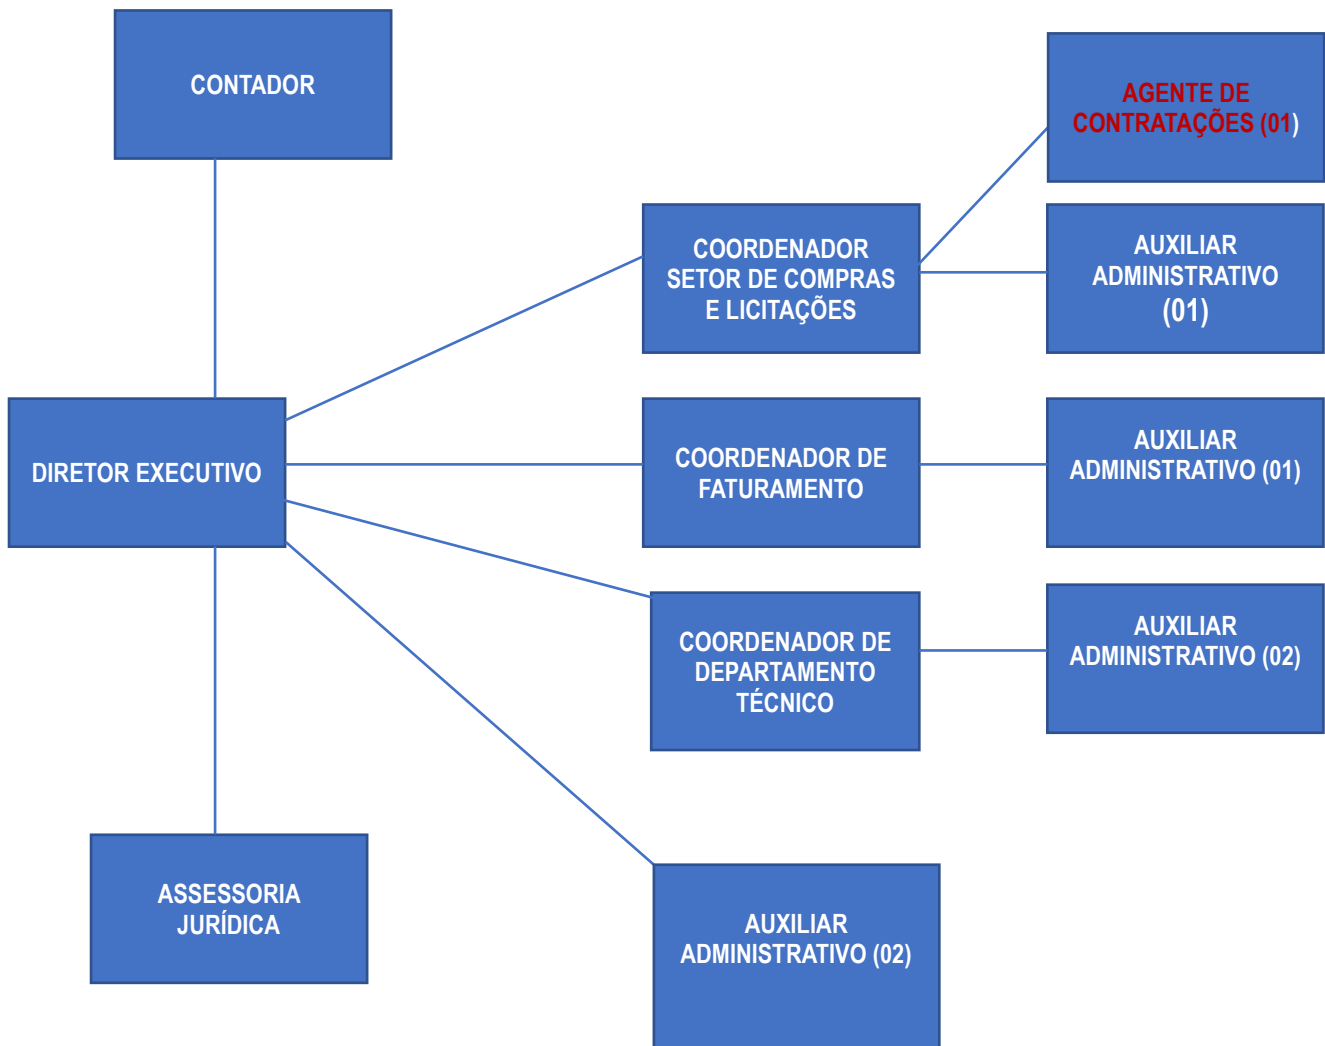 CONTADOR
AGENTE DE
CONTRATAÇÕES (01)
COORDENADOR
SETOR DE COMPRAS
E LICITAÇÕES
AUXILIAR
ADMINISTRATIVO
(01)
DIRETOR EXECUTIVO
COORDENADOR DE
FATURAMENTO
AUXILIAR
ADMINISTRATIVO (01)
COORDENADOR DE
DEPARTAMENTO
TÉCNICO
AUXILIAR
ADMINISTRATIVO (02)
ASSESSORIA
JURÍDICA
AUXILIAR
ADMINISTRATIVO (02)